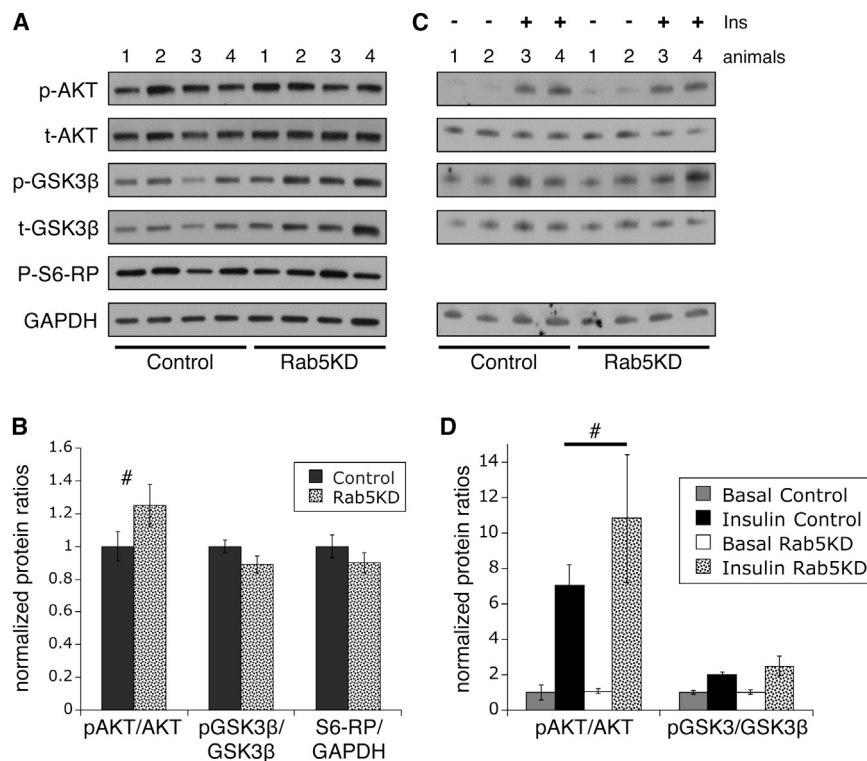 A
1 2 3 4 1 2 3 4
p-AKT
t-AKT
p-GSK3β
t-GSK3β
P-S6-RP
GAPDH
Control Rab5KD
C
- - + + - - + + Ins
1 2 3 4 1 2 3 4 animals
Control Rab5KD
B
normalized protein ratios
1.6
1.4
1.2
1
0.8
0.6
0.4
0.2
0
#
Control
Rab5KD
pAKT/AKT pGSK3β/ S6-RP/
GSK3β GAPDH
D
normalized protein ratios
14
12
10
8
6
4
2
0
#
Basal Control
Insulin Control
Basal Rab5KD
Insulin Rab5KD
pAKT/AKT pGSK3/GSK3β